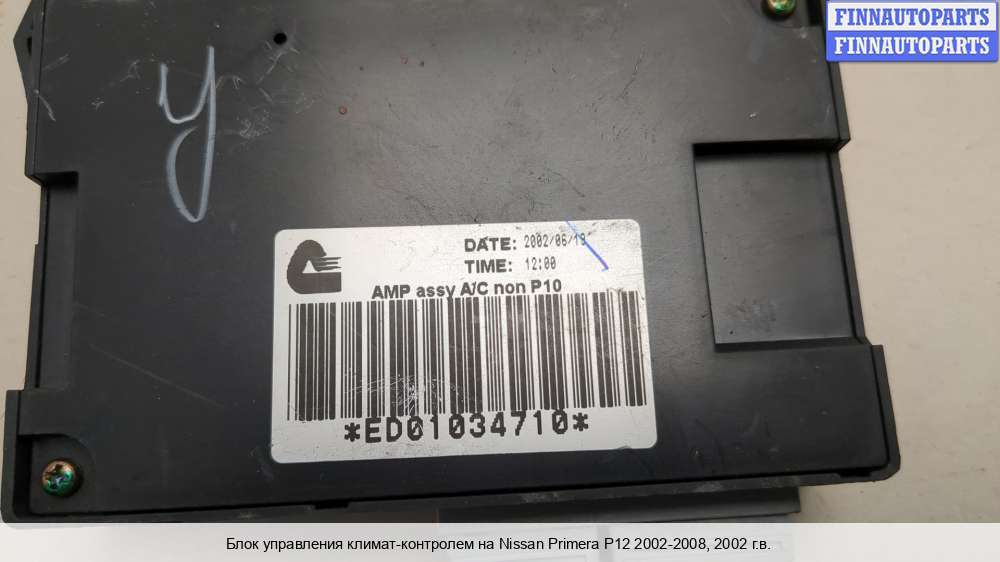 FINNAUTOPARTS
FINNAUTOPARTS
У
DATE: 2002/06/19
TIME: 12:00
AMP assy A/C non P10
*ED01034710*
Блок управления климат-контролем на Nissan Primera P12 2002-2008, 2002 г.в.